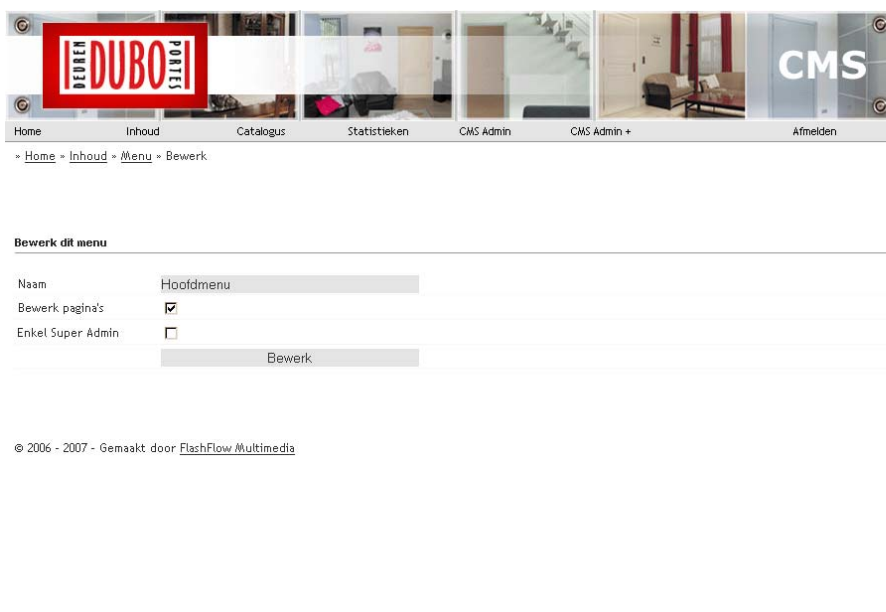 DEUREN DUBO PORTES
CMS
Home Inhoud Catalogus Statistieken CMS Admin CMS Admin + Afmelden
» Home » Inhoud » Menu » Bewerk
Bewerk dit menu
Naam Hoofdmenu
Bewerk pagina's
Enkel Super Admin
Bewerk
© 2006 - 2007 - Gemaakt door FlashFlow Multimedia